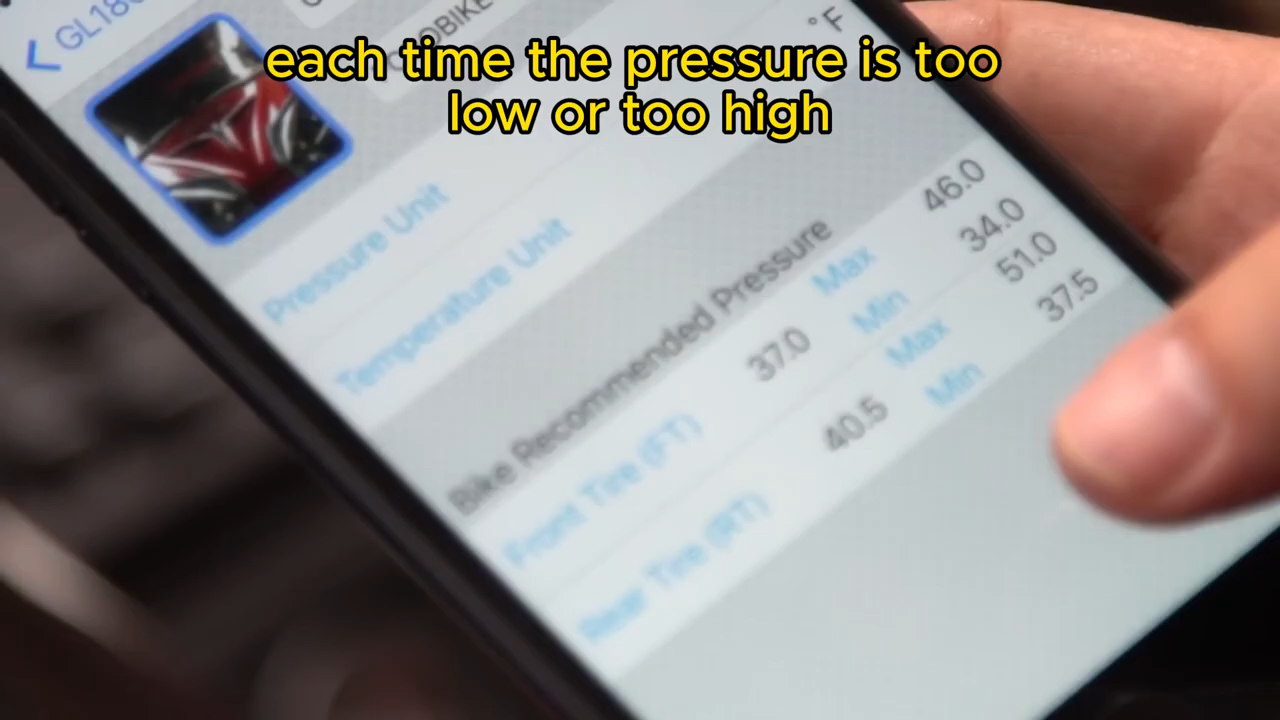 each time the pressure is too
low or too high
GL18
°F
Pressure Unit
Temperature Unit
Bike Recommended Pressure
Front Tire (FT) 37.0 Max 46.0
Min 34.0
Rear Tire (RT) 40.5 Max 51.0
Min 37.5